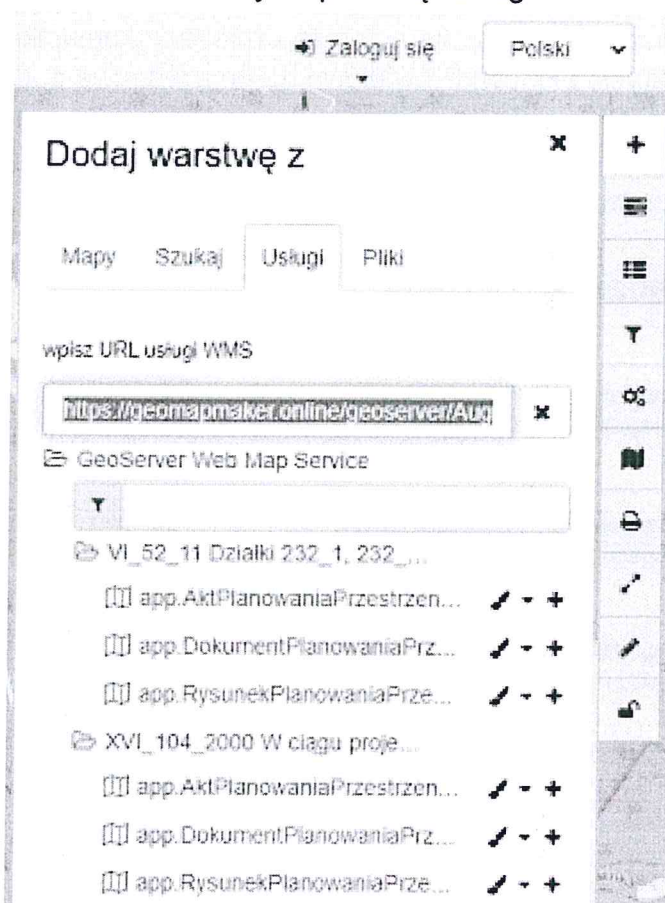 Zaloguj się Polski
Dodaj warstwę z
Mapy Szukaj Usługi Pliki
wpisz URL usługi WMS
https://geomapmaker.online/geoserver/Aug
GeoServer Web Map Service
VI_52_11 Działki 232_1, 232_...
app.AktPlanowaniaPrzestrzen...
app.DokumentPlanowaniaPrz...
app.RysunekPlanowaniaPrze...
XVI_104_2000 W ciągu proje...
app.AktPlanowaniaPrzestrzen...
app.DokumentPlanowaniaPrz...
app.RysunekPlanowaniaPrze...